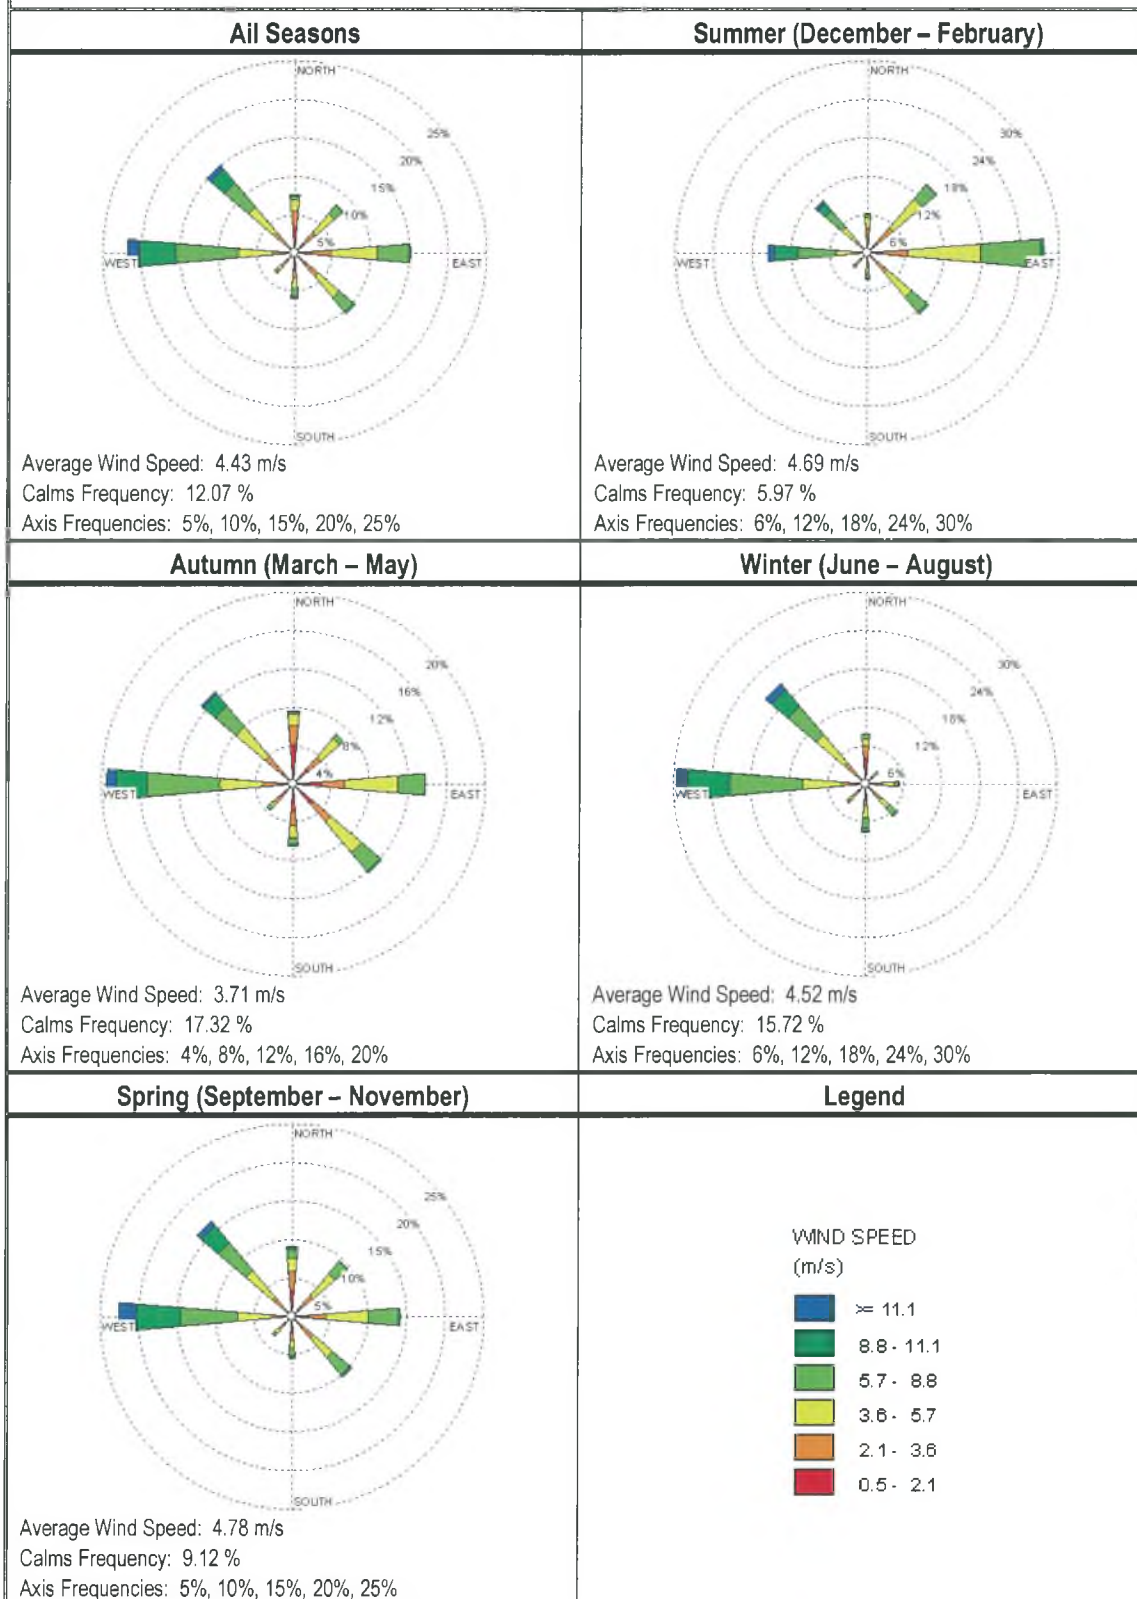 Ail Seasons
Summer (December – February)
NORTH
25%
20%
15%
10%
5%
WEST
EAST
SOUTH
Average Wind Speed: 4.43 m/s
Calms Frequency: 12.07 %
Axis Frequencies: 5%, 10%, 15%, 20%, 25%
NORTH
30%
24%
18%
12%
6%
WEST
EAST
SOUTH
Average Wind Speed: 4.69 m/s
Calms Frequency: 5.97 %
Axis Frequencies: 6%, 12%, 18%, 24%, 30%
Autumn (March – May)
Winter (June – August)
NORTH
20%
16%
12%
8%
4%
WEST
EAST
SOUTH
Average Wind Speed: 3.71 m/s
Calms Frequency: 17.32 %
Axis Frequencies: 4%, 8%, 12%, 16%, 20%
NORTH
30%
24%
18%
12%
6%
WEST
EAST
SOUTH
Average Wind Speed: 4.52 m/s
Calms Frequency: 15.72 %
Axis Frequencies: 6%, 12%, 18%, 24%, 30%
Spring (September – November)
Legend
NORTH
25%
20%
15%
10%
5%
WEST
EAST
SOUTH
Average Wind Speed: 4.78 m/s
Calms Frequency: 9.12 %
Axis Frequencies: 5%, 10%, 15%, 20%, 25%
WIND SPEED
(m/s)
>= 11.1
8.8 - 11.1
5.7 - 8.8
3.6 - 5.7
2.1 - 3.6
0.5 - 2.1